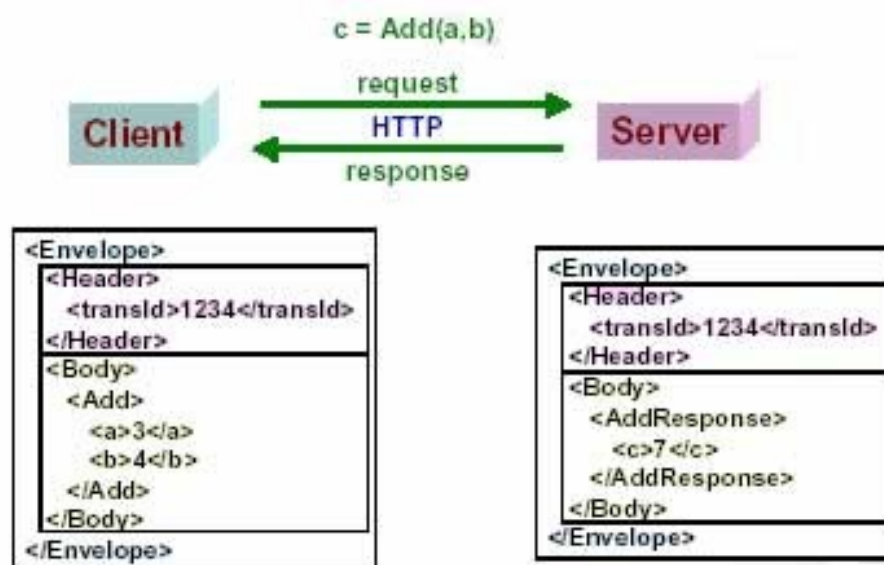 c = Add(a,b)
request
Client
HTTP
Server
response
<Envelope>
<Header>
<transId>1234</transId>
</Header>
<Body>
<Add>
<a>3</a>
<b>4</b>
</Add>
</Body>
</Envelope>
<Envelope>
<Header>
<transId>1234</transId>
</Header>
<Body>
<AddResponse>
<c>7</c>
</AddResponse>
</Body>
</Envelope>